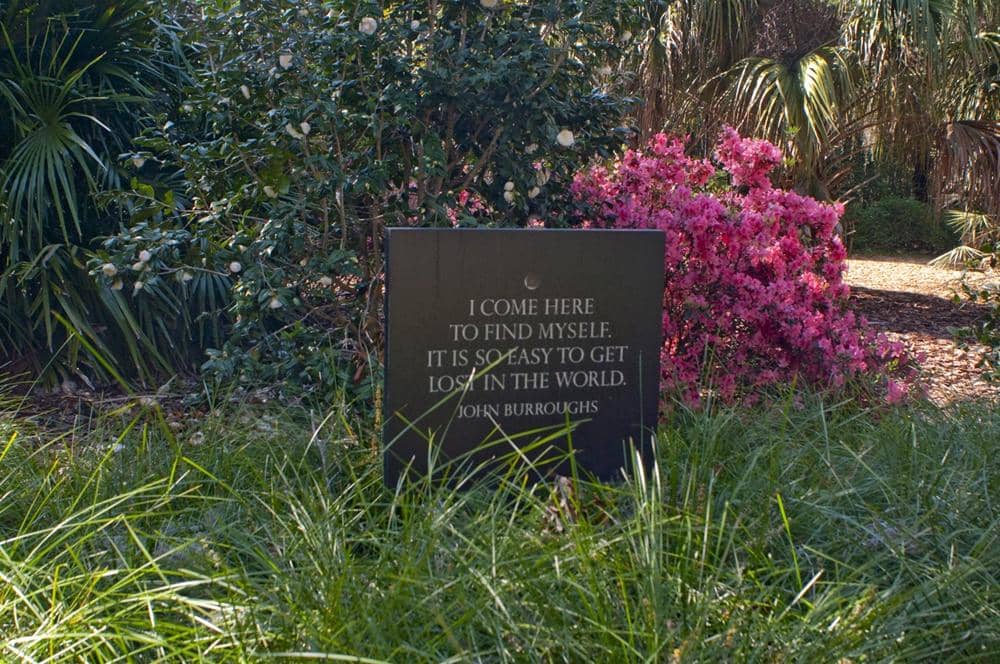 I COME HERE
TO FIND MYSELF.
IT IS SO EASY TO GET
LOST IN THE WORLD.
JOHN BURROUGHS